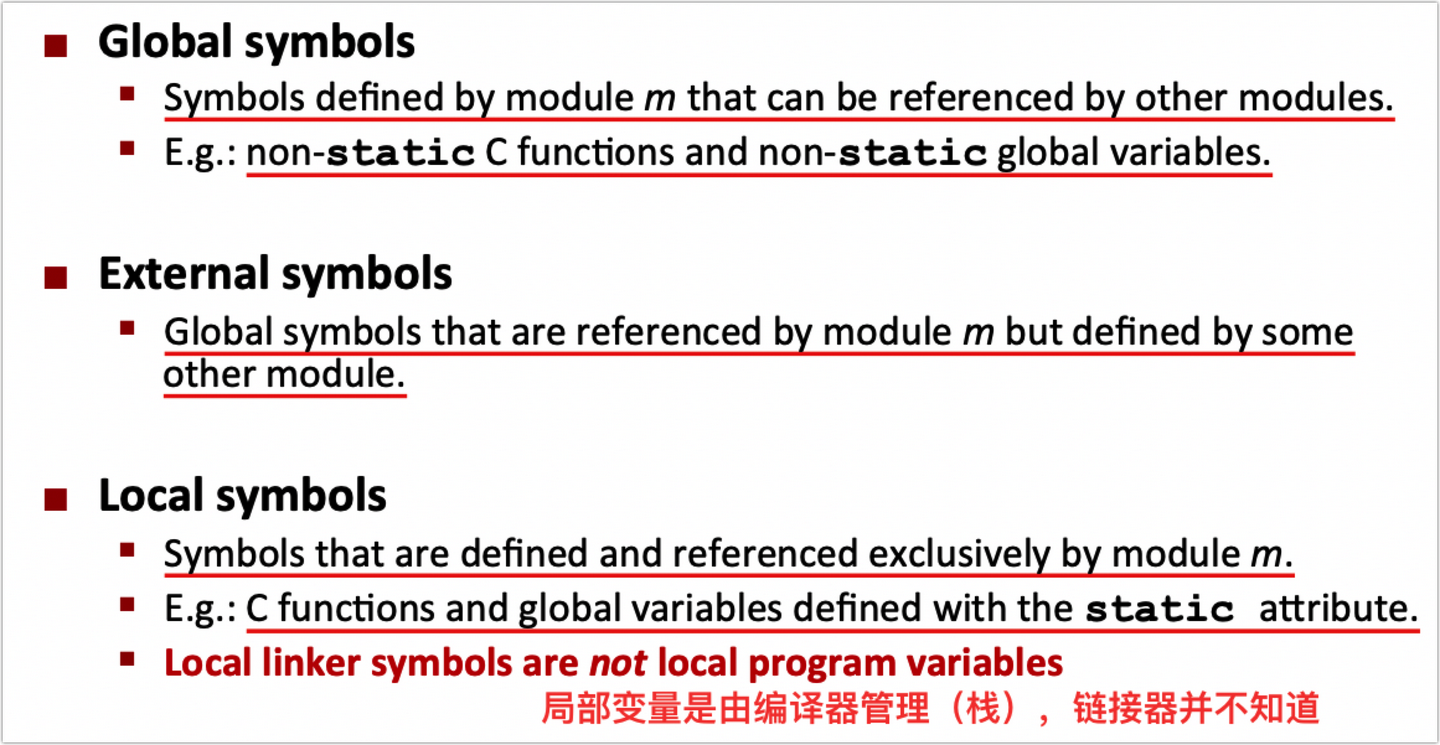 Global symbols
Symbols defined by module m that can be referenced by other modules.
E.g.: non-static C functions and non-static global variables.
External symbols
Global symbols that are referenced by module m but defined by some
other module.
Local symbols
Symbols that are defined and referenced exclusively by module m.
E.g.: C functions and global variables defined with the static attribute.
Local linker symbols are not local program variables
局部变量是由编译器管理（栈），链接器并不知道